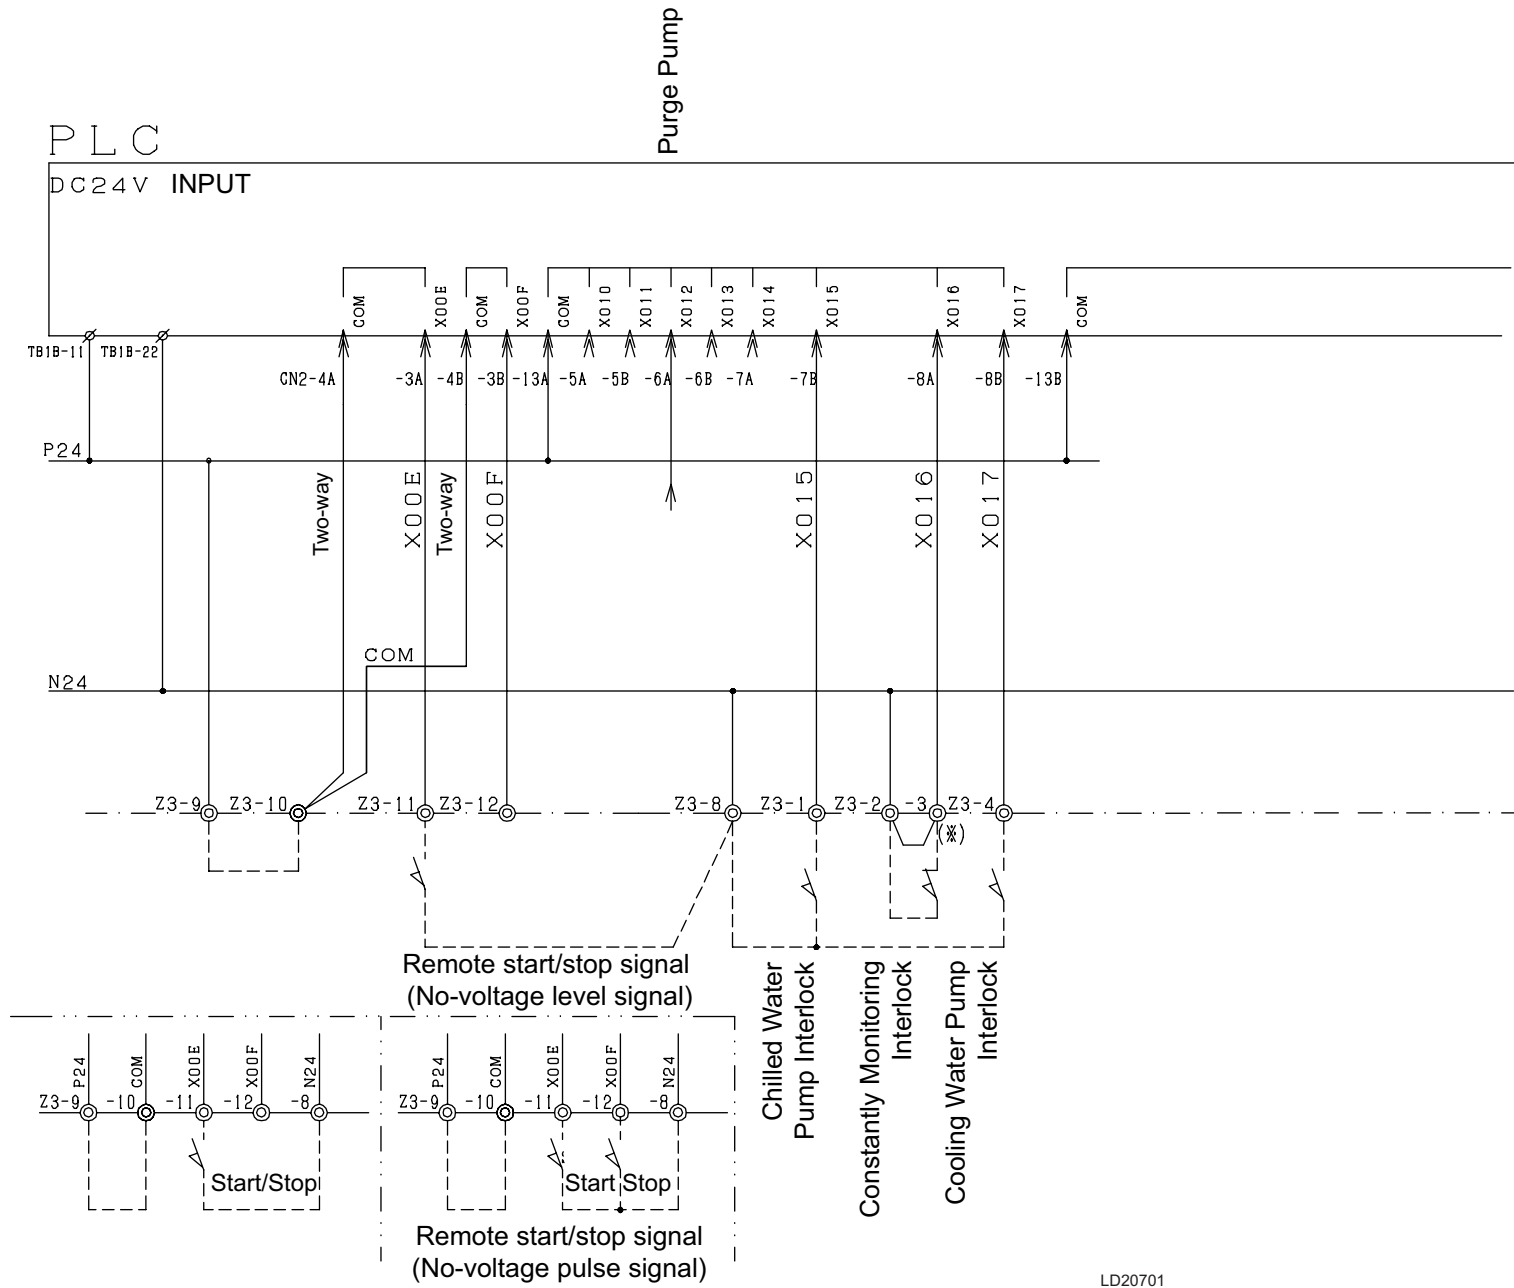 Purge Pump
PLC
DC24V INPUT
COM
X00E
COM
X00F
COM
X010
X011
X012
X013
X014
X015
X016
X017
COM
TB1B-11
TB1B-22
CN2-4A
-3A
-4B
-3B
-13A
-5A
-5B
-6A
-6B
-7A
-7B
-8A
-8B
-13B
P24
Two-way
X00E
Two-way
X00F
X015
X016
X017
COM
N24
Z3-9
Z3-10
Z3-11
Z3-12
Z3-8
Z3-1
Z3-2
-3
Z3-4
(※)
Remote start/stop signal
(No-voltage level signal)
Chilled Water
Pump Interlock
Constantly Monitoring
Interlock
Cooling Water Pump
Interlock
P24
COM
X00E
X00F
N24
Z3-9
-10
-11
-12
-8
Start/Stop
P24
COM
X00E
X00F
N24
Z3-9
-10
-11
-12
-8
Start Stop
Remote start/stop signal
(No-voltage pulse signal)
LD20701